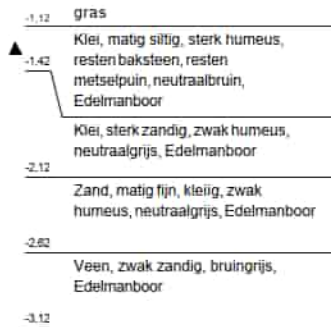 -1,12 gras
Klei, matig siltig, sterk humeus,
-1.42 resten baksteen, resten
metselpuin, neutraalbruin,
Edelmanboor
Klei, sterk zandig, zwak humeus,
neutraalgrijs, Edelmanboor
-2.12
Zand, matig fijn, kleiig, zwak
humeus, neutraalgrijs, Edelmanboor
-2.62
Veen, zwak zandig, bruingrijs,
Edelmanboor
-3.12